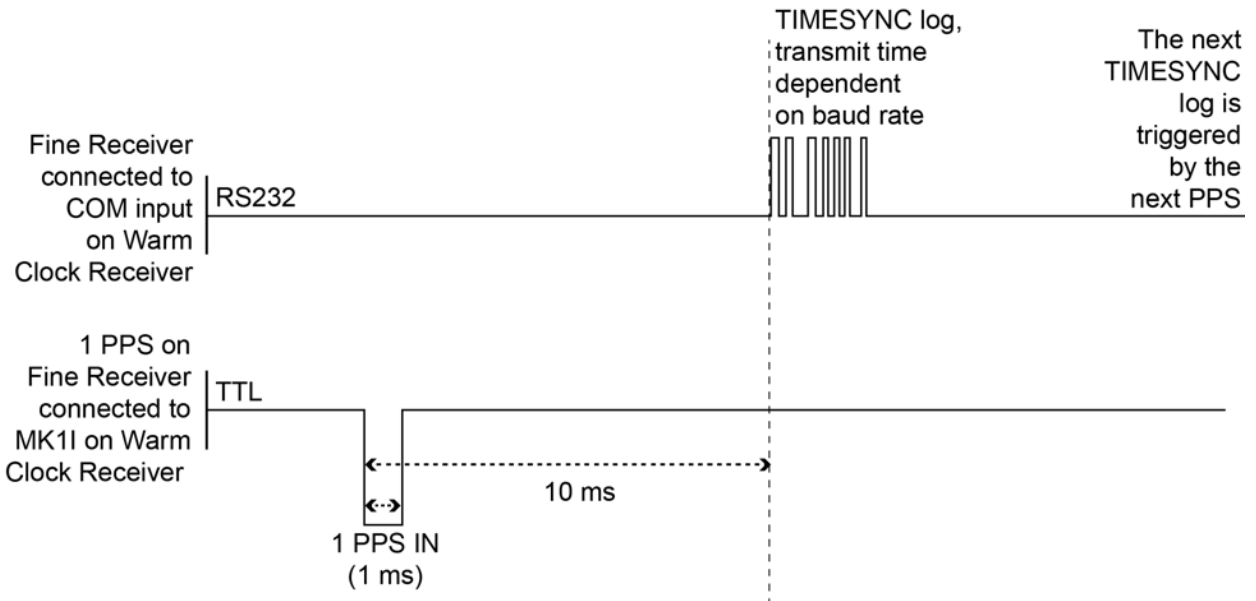 TIMESYNC log,
transmit time
dependent
on baud rate
The next
TIMESYNC
log is
triggered
by the
next PPS
Fine Receiver
connected to
COM input
on Warm
Clock Receiver
RS232
1 PPS on
Fine Receiver
connected to
MK1I on Warm
Clock Receiver
TTL
10 ms
1 PPS IN
(1 ms)